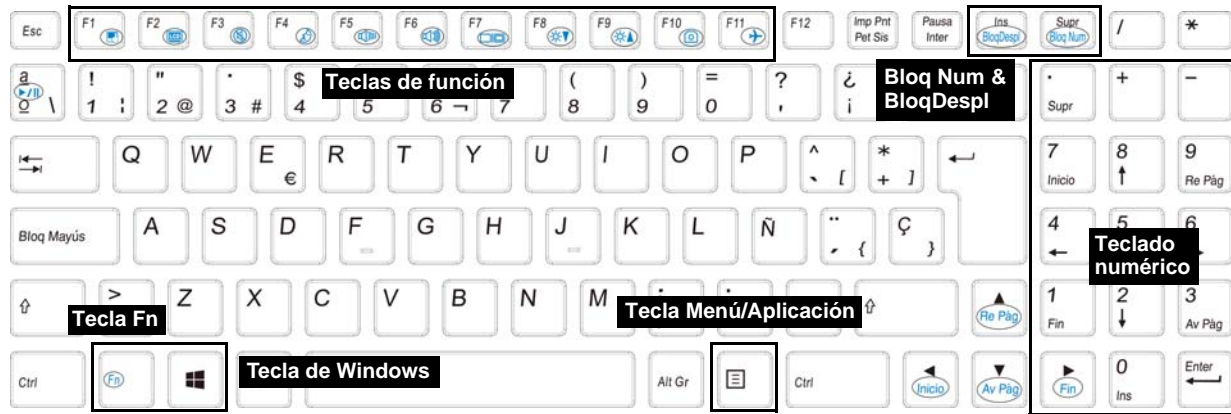 Esc F1 F2 F3 F4 F5 F6 F7 F8 F9 F10 F11 F12 Imp Pnt Pet Sis Pausa Inter Ins BloqDespl Supr Bloq Num / *
Teclas de función
Bloq Num &
BloqDespl
a º \ ! 1 ¦ " 2 @ · 3 # $ 4 5 6 ¬ 7 ( 8 ) 9 = 0 ? ' ¿ ¡ · Supr + -
Q W E € R T Y U I O P ^ ` [ * + ] 7 Inicio 8 ↑ 9 Re Pàg
Bloq Mayús A S D F G H J K L Ñ ¨ ´ { Ç } 4 ← 5 6
Teclado
numérico
> Z X C V B N M Re Pàg 1 Fin 2 ↓ 3 Av Pàg
Tecla Fn
Tecla Menú/Aplicación
Ctrl Fn Alt Gr Ctrl Inicio Av Pàg Fin 0 Ins Enter
Tecla de Windows